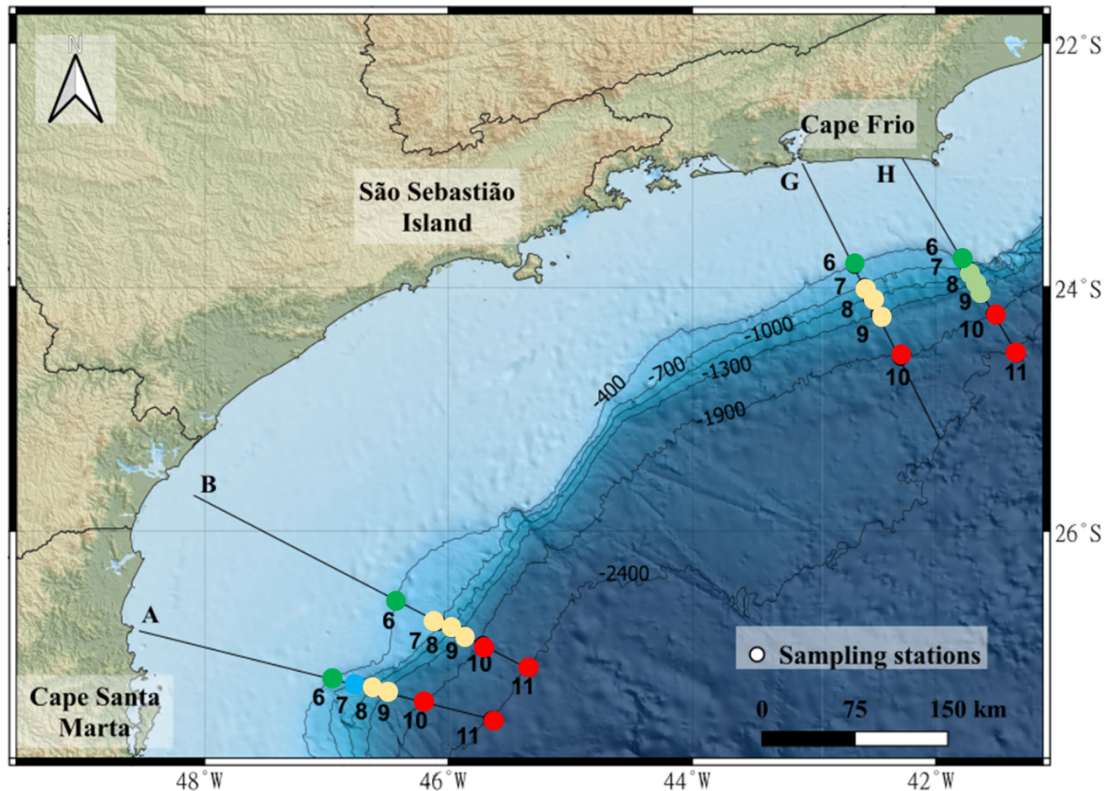 N
22°S
Cape Frio
G
H
São Sebastião
Island
6
6
7
24°S
7
8
8
9
9
10
-1000
-700
-1300
10
11
-400
-1900
B
26°S
-2400
A
6
7
8
9
10
11
Sampling stations
6
7
8
9
10
11
Cape Santa
Marta
0
75
150 km
48°W
46°W
44°W
42°W